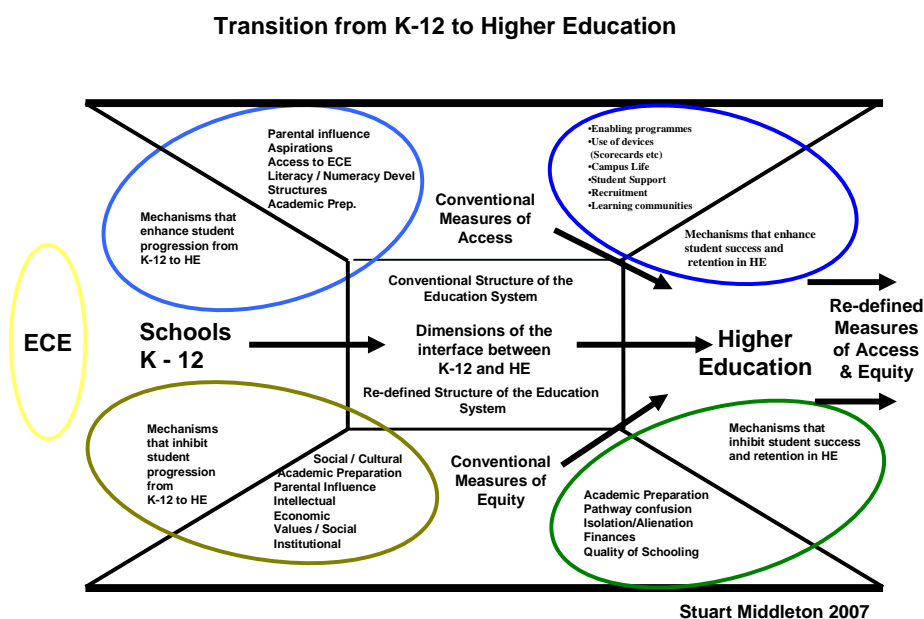 Transition from K-12 to Higher Education
Parental influence
Aspirations
Access to ECE
Literacy / Numeracy Devel
Structures
Academic Prep.
Mechanisms that
enhance student
progression from
K-12 to HE
Conventional
Measures of
Access
•Enabling programmes
•Use of devices
(Scorecards etc)
•Campus Life
•Student Support
•Recruitment
•Learning communities
Mechanisms that enhance
student success and
retention in HE
ECE
Schools
K - 12
Conventional Structure of the
Education System
Dimensions of the
interface between
K-12 and HE
Re-defined Structure of the Education
System
Higher
Education
Re-defined
Measures
of Access
& Equity
Mechanisms
that inhibit
student
progression
from
K-12 to HE
Social / Cultural
Academic Preparation
Parental Influence
Intellectual
Economic
Values / Social
Institutional
Conventional
Measures of
Equity
Mechanisms that
inhibit student success
and retention in HE
Academic Preparation
Pathway confusion
Isolation/Alienation
Finances
Quality of Schooling
Stuart Middleton 2007